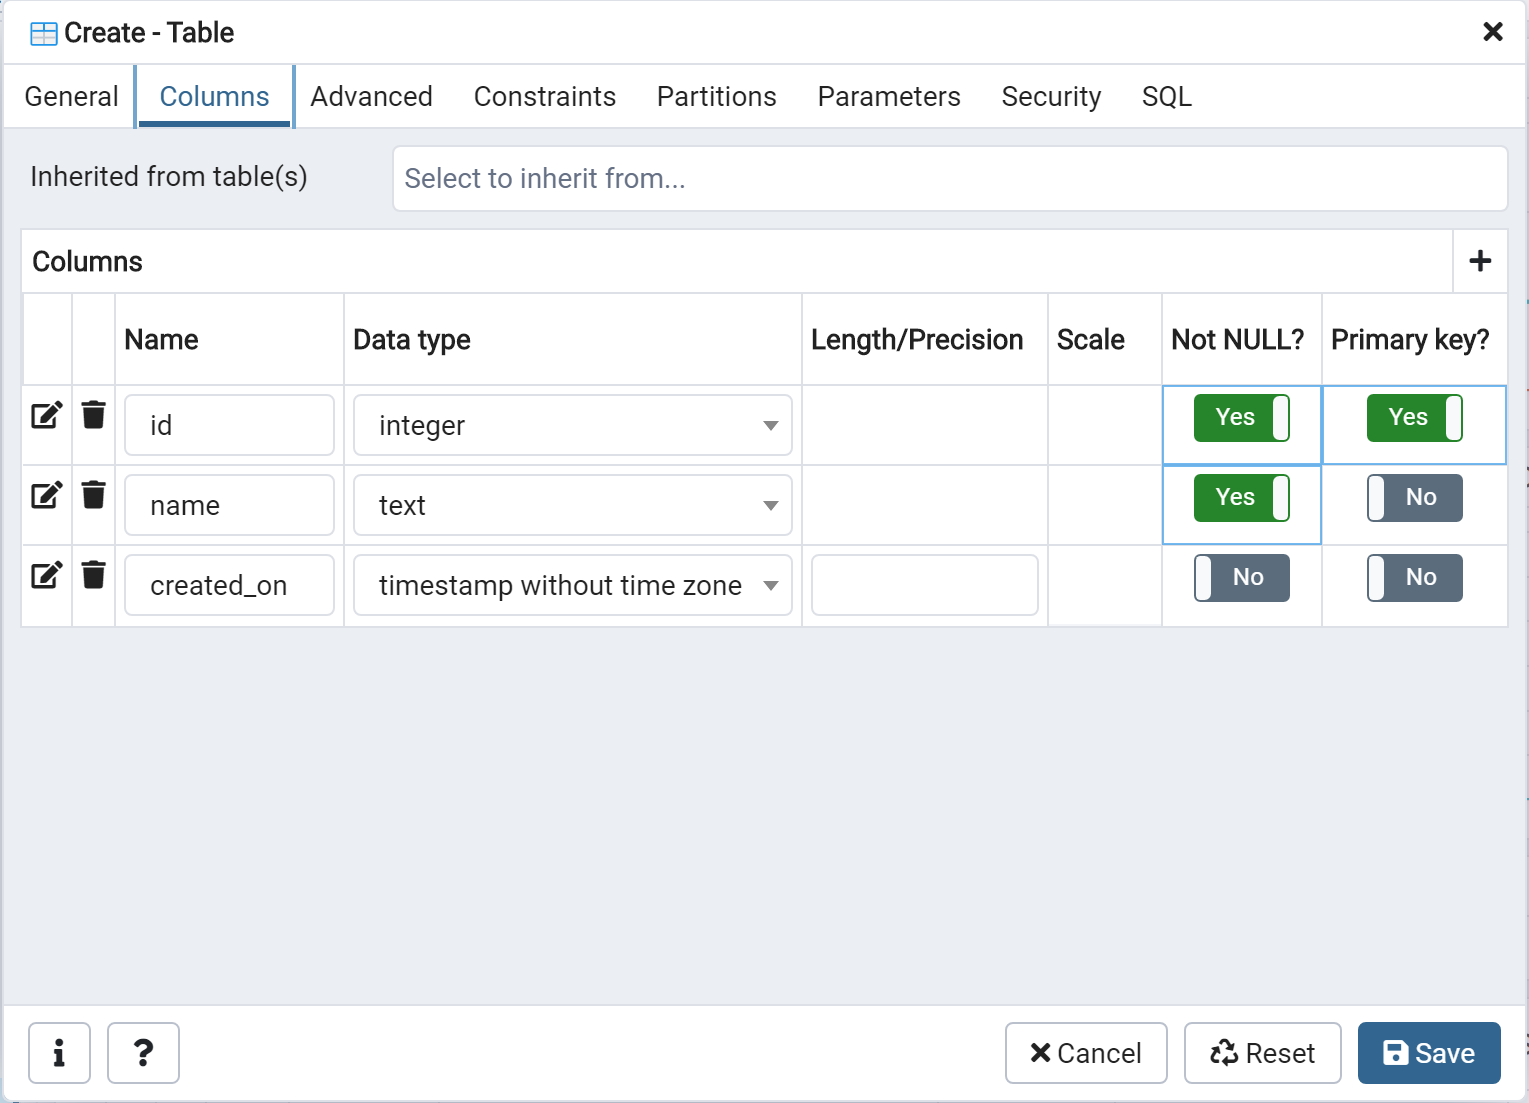 Create - Table
General Columns Advanced Constraints Partitions Parameters Security SQL
Inherited from table(s) Select to inherit from...
Columns
Name Data type Length/Precision Scale Not NULL? Primary key?
id integer Yes Yes
name text Yes No
created_on timestamp without time zone No No
i ? Cancel Reset Save